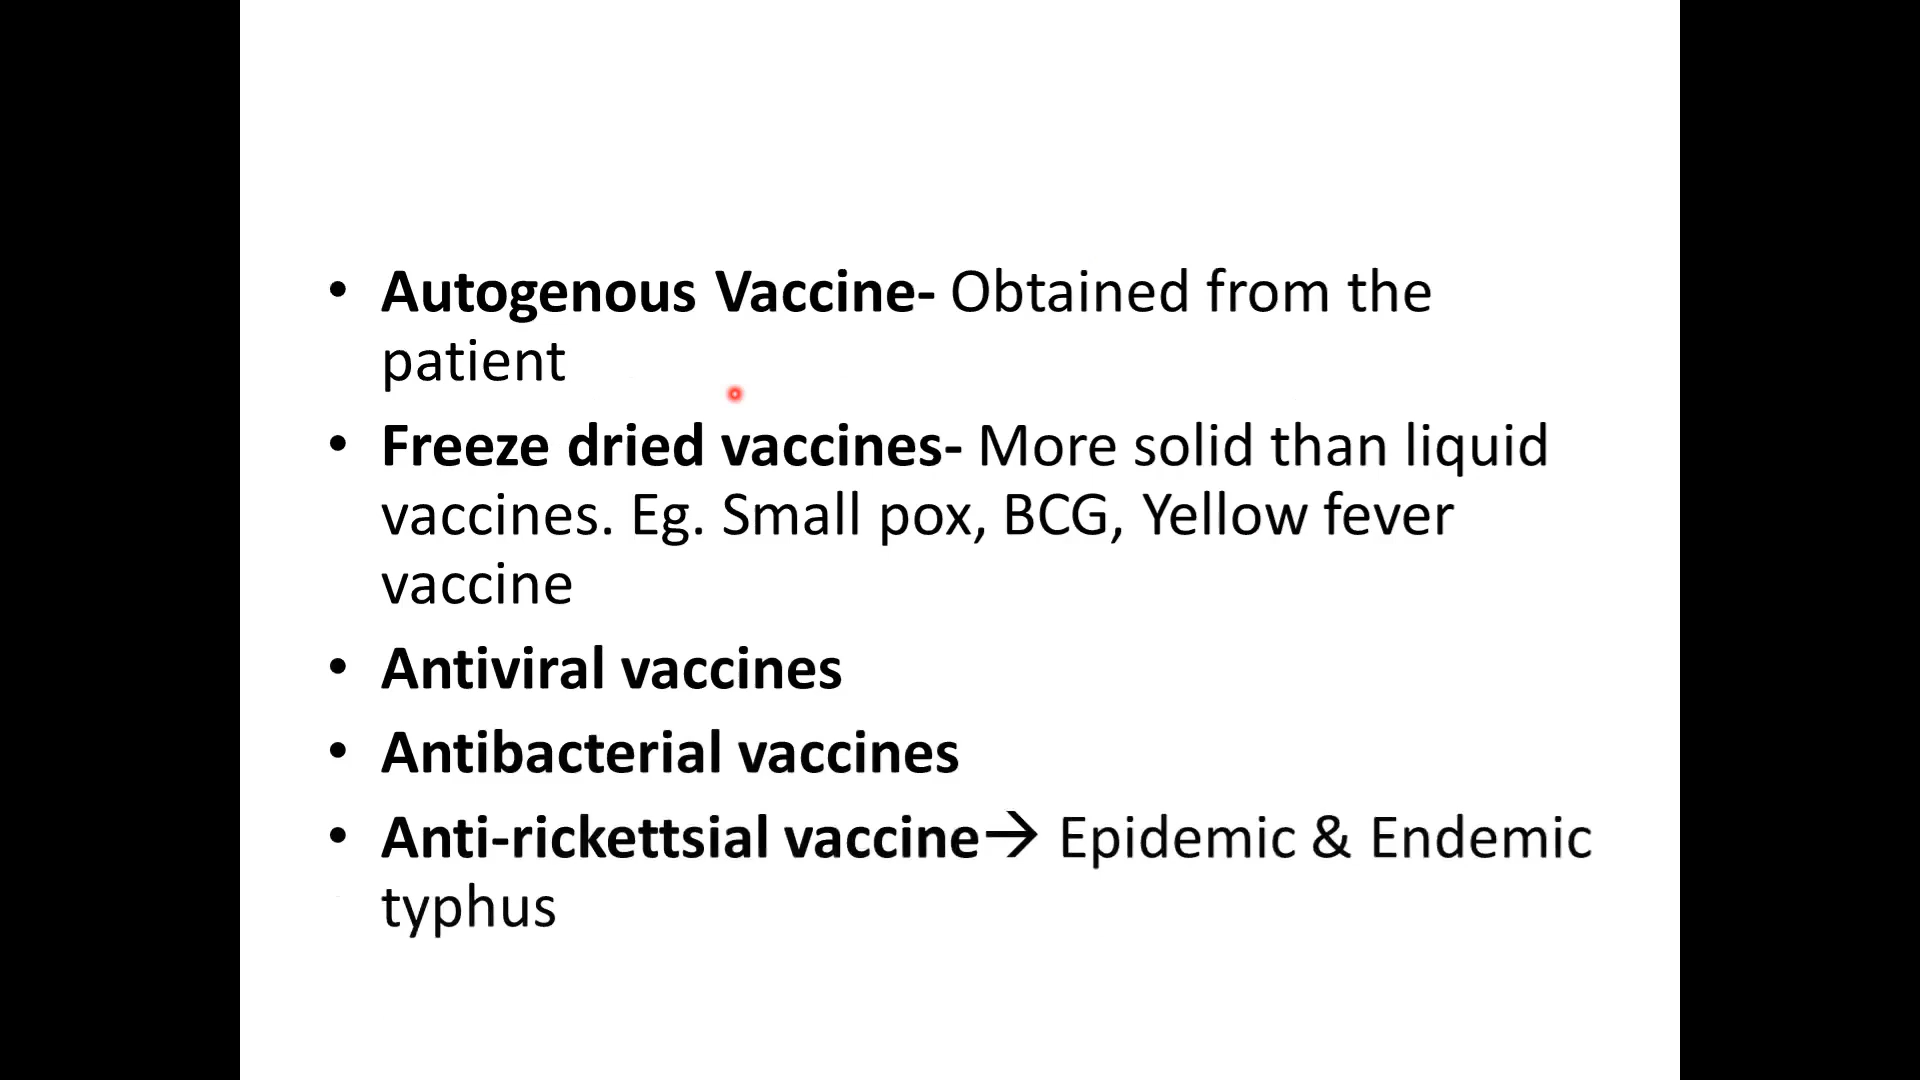 • Autogenous Vaccine- Obtained from the
patient
• Freeze dried vaccines- More solid than liquid
vaccines. Eg. Small pox, BCG, Yellow fever
vaccine
• Antiviral vaccines
• Antibacterial vaccines
• Anti-rickettsial vaccine→ Epidemic & Endemic
typhus